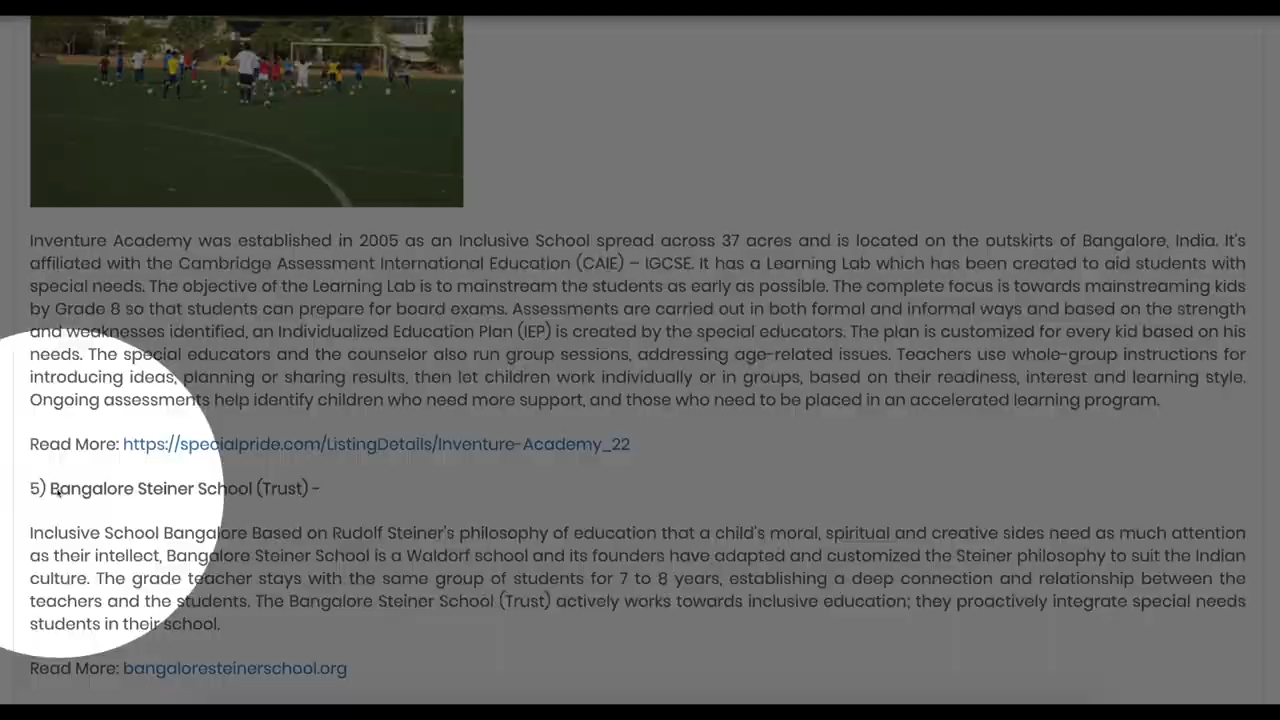 Inventure Academy was established in 2005 as an Inclusive School spread across 37 acres and is located on the outskirts of Bangalore, India. It's
affiliated with the Cambridge Assessment International Education (CAIE) – IGCSE. It has a Learning Lab which has been created to aid students with
special needs. The objective of the Learning Lab is to mainstream the students as early as possible. The complete focus is towards mainstreaming kids
by Grade 8 so that students can prepare for board exams. Assessments are carried out in both formal and informal ways and based on the strength
and weaknesses identified, an Individualized Education Plan (IEP) is created by the special educators. The plan is customized for every kid based on his
needs. The special educators and the counselor also run group sessions, addressing age-related issues. Teachers use whole-group instructions for
introducing ideas, planning or sharing results, then let children work individually or in groups, based on their readiness, interest and learning style.
Ongoing assessments help identify children who need more support, and those who need to be placed in an accelerated learning program.
Read More: https://specialpride.com/ListingDetails/Inventure-Academy_22
5) Bangalore Steiner School (Trust) -
Inclusive School Bangalore Based on Rudolf Steiner's philosophy of education that a child's moral, spiritual and creative sides need as much attention
as their intellect, Bangalore Steiner School is a Waldorf school and its founders have adapted and customized the Steiner philosophy to suit the Indian
culture. The grade teacher stays with the same group of students for 7 to 8 years, establishing a deep connection and relationship between the
teachers and the students. The Bangalore Steiner School (Trust) actively works towards inclusive education; they proactively integrate special needs
students in their school.
Read More: bangaloresteinerschool.org